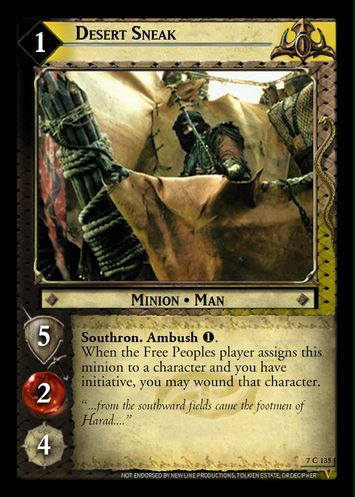 1
DESERT SNEAK
MINION • MAN
5
Southron. Ambush ❶.
When the Free Peoples player assigns this
minion to a character and you have
initiative, you may wound that character.
2
“...from the southward fields came the footmen of
Harad....”
4
7 C 135
NOT ENDORSED BY NEW LINE PRODUCTIONS, TOLKIEN ESTATE, OR DECIPHER
V